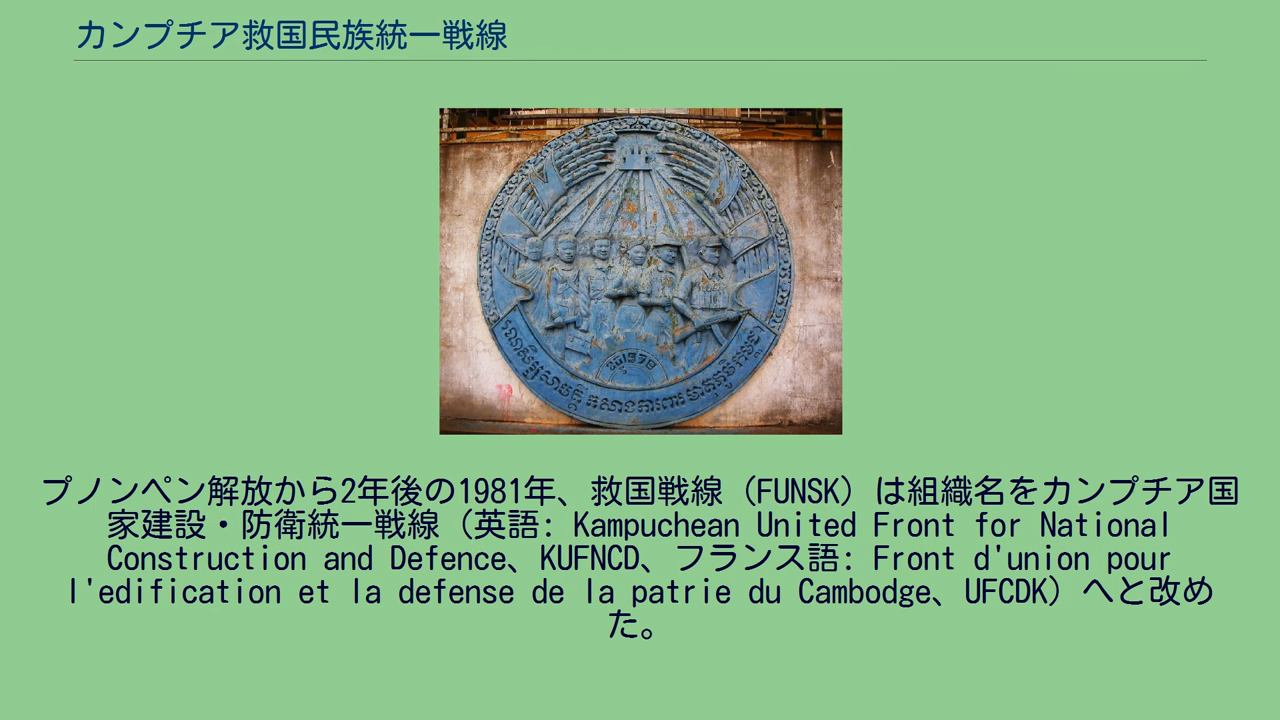 カンプチア救国民族統一戦線
プノンペン解放から2年後の1981年、救国戦線（FUNSK）は組織名をカンプチア国
家建設・防衛統一戦線（英語: Kampuchean United Front for National
Construction and Defence、KUFNCD、フランス語: Front d'union pour
l'edification et la defense de la patrie du Cambodge、UFCDK）へと改め
た。